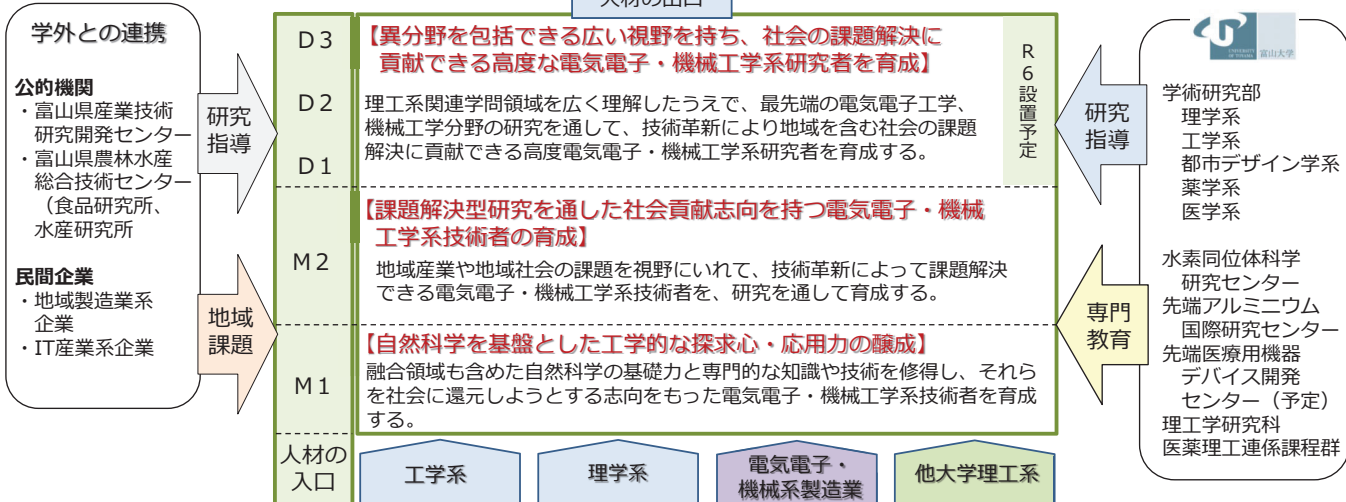 人材の出口
学外との連携
公的機関
・富山県産業技術
研究開発センター
・富山県農林水産
総合技術センター
（食品研究所、
水産研究所
民間企業
・地域製造業系
企業
・IT産業系企業
研究
指導
地域
課題
D3
D2
D1
M2
M1
人材の
入口
【異分野を包括できる広い視野を持ち、社会の課題解決に
貢献できる高度な電気電子・機械工学系研究者を育成】
理工系関連学問領域を広く理解したうえで、最先端の電気電子工学、
機械工学分野の研究を通して、技術革新により地域を含む社会の課題
解決に貢献できる高度電気電子・機械工学系研究者を育成する。
R6設置予定
【課題解決型研究を通した社会貢献志向を持つ電気電子・機械
工学系技術者の育成】
地域産業や地域社会の課題を視野にいれて、技術革新によって課題解決
できる電気電子・機械工学系技術者を、研究を通して育成する。
【自然科学を基盤とした工学的な探求心・応用力の醸成】
融合領域も含めた自然科学の基礎力と専門的な知識や技術を修得し、それら
を社会に還元しようとする志向をもった電気電子・機械工学系技術者を育成
する。
工学系
理学系
電気電子・
機械系製造業
他大学理工系
研究
指導
専門
教育
UNIVERSITY
OF TOYAMA
富山大学
学術研究部
理学系
工学系
都市デザイン学系
薬学系
医学系
水素同位体科学
研究センター
先端アルミニウム
国際研究センター
先端医療用機器
デバイス開発
センター（予定）
理工学研究科
医薬理工連係課程群